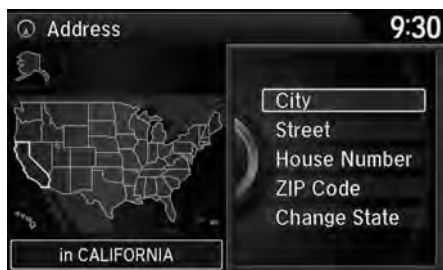 Address
9:30
City
Street
House Number
ZIP Code
Change State
in CALIFORNIA